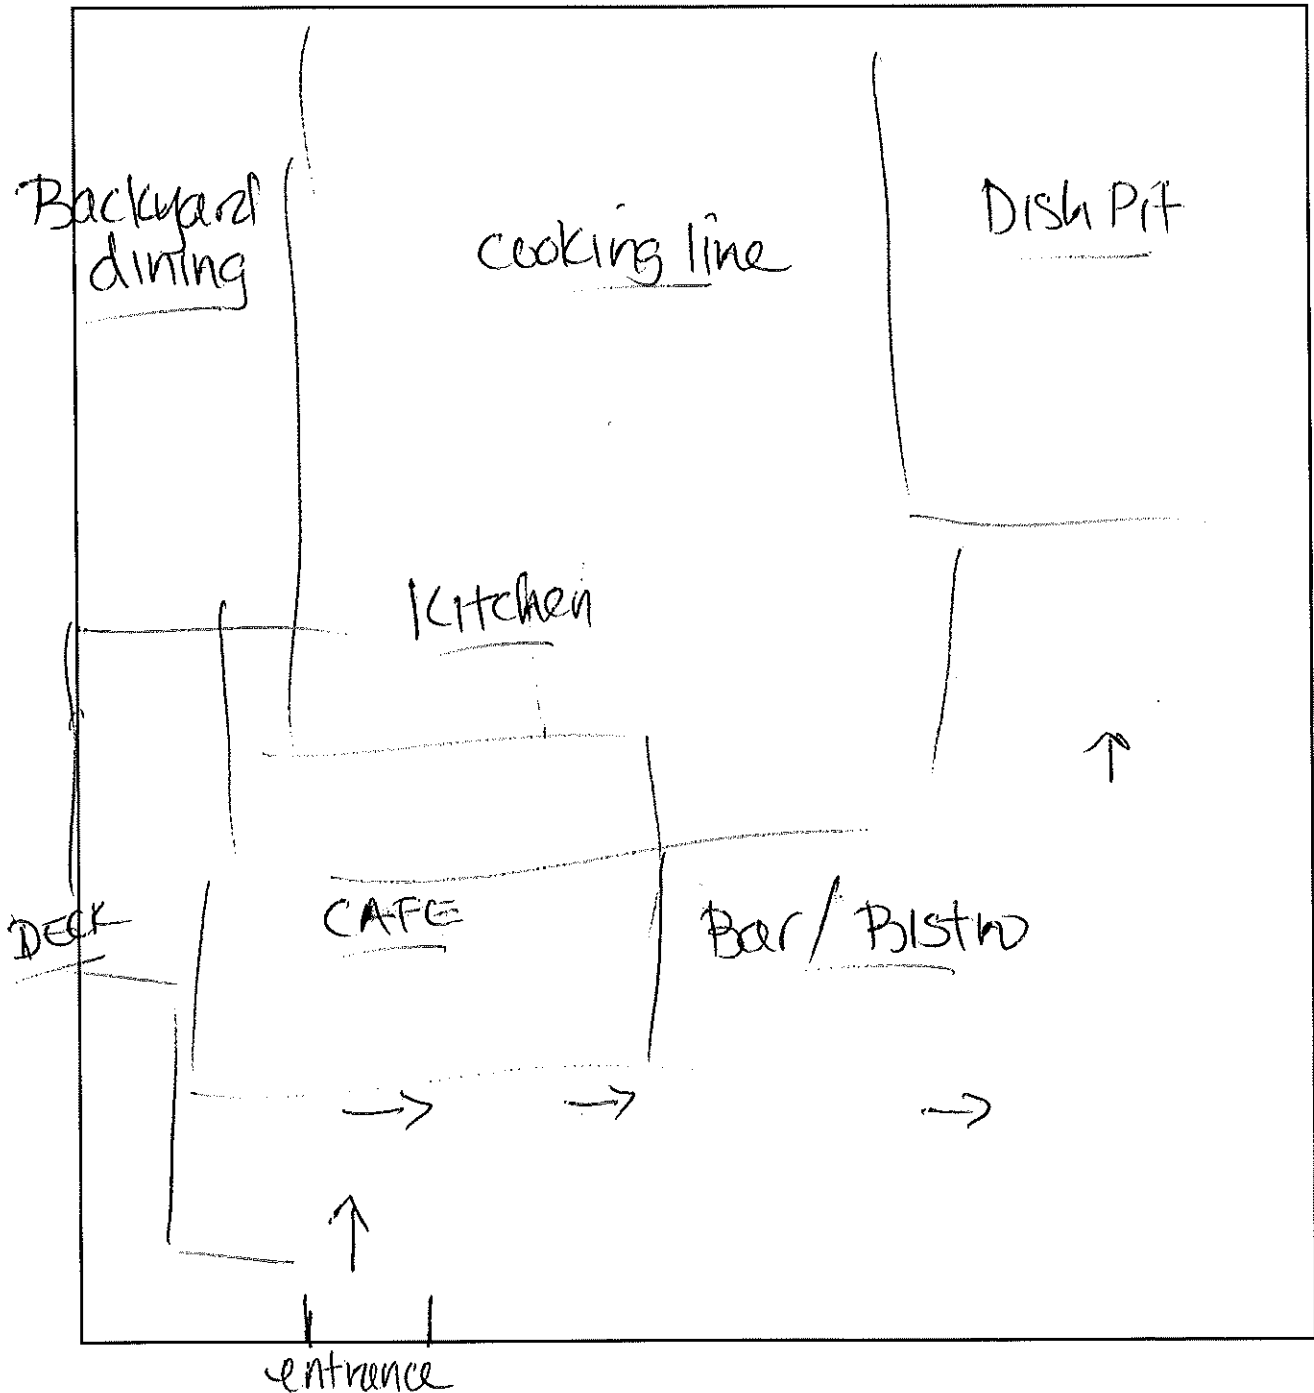 Backyard
dining
cooking line
Dish Pit
Kitchen
DECK
CAFE
Bar/Bistro
entrance